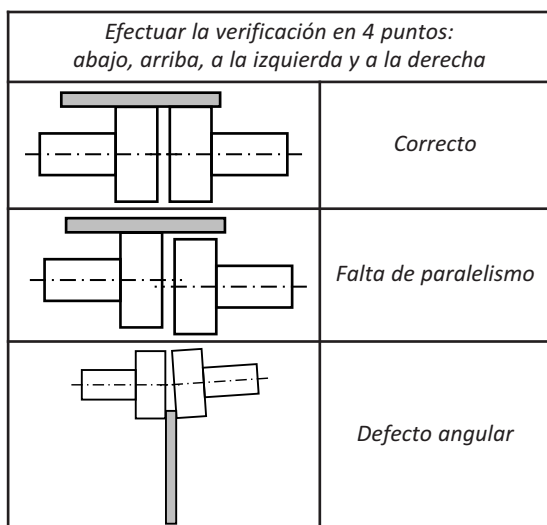 Efectuar la verificación en 4 puntos:
abajo, arriba, a la izquierda y a la derecha
Correcto
Falta de paralelismo
Defecto angular